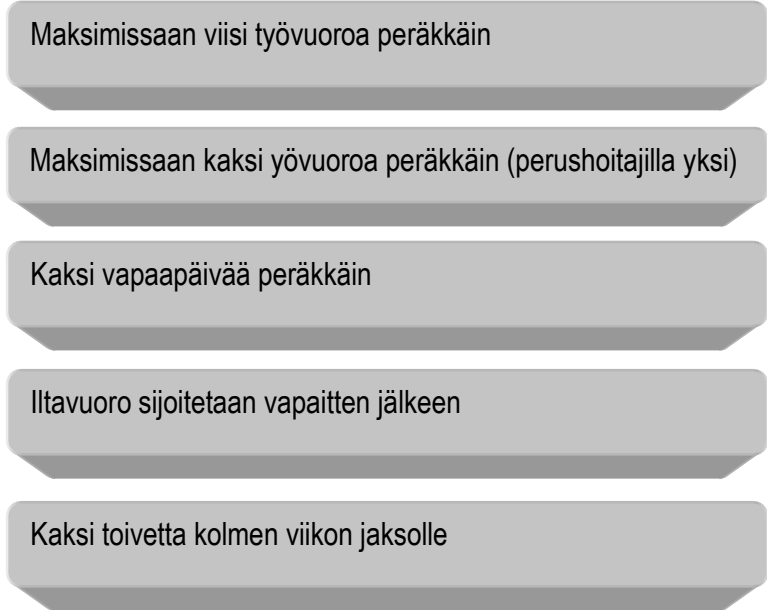 Maksimissaan viisi työvuoroa peräkkäin
Maksimissaan kaksi yövuoroa peräkkäin (perushoitajilla yksi)
Kaksi vapaapäivää peräkkäin
Iltavuoro sijoitetaan vapaitten jälkeen
Kaksi toivetta kolmen viikon jaksolle